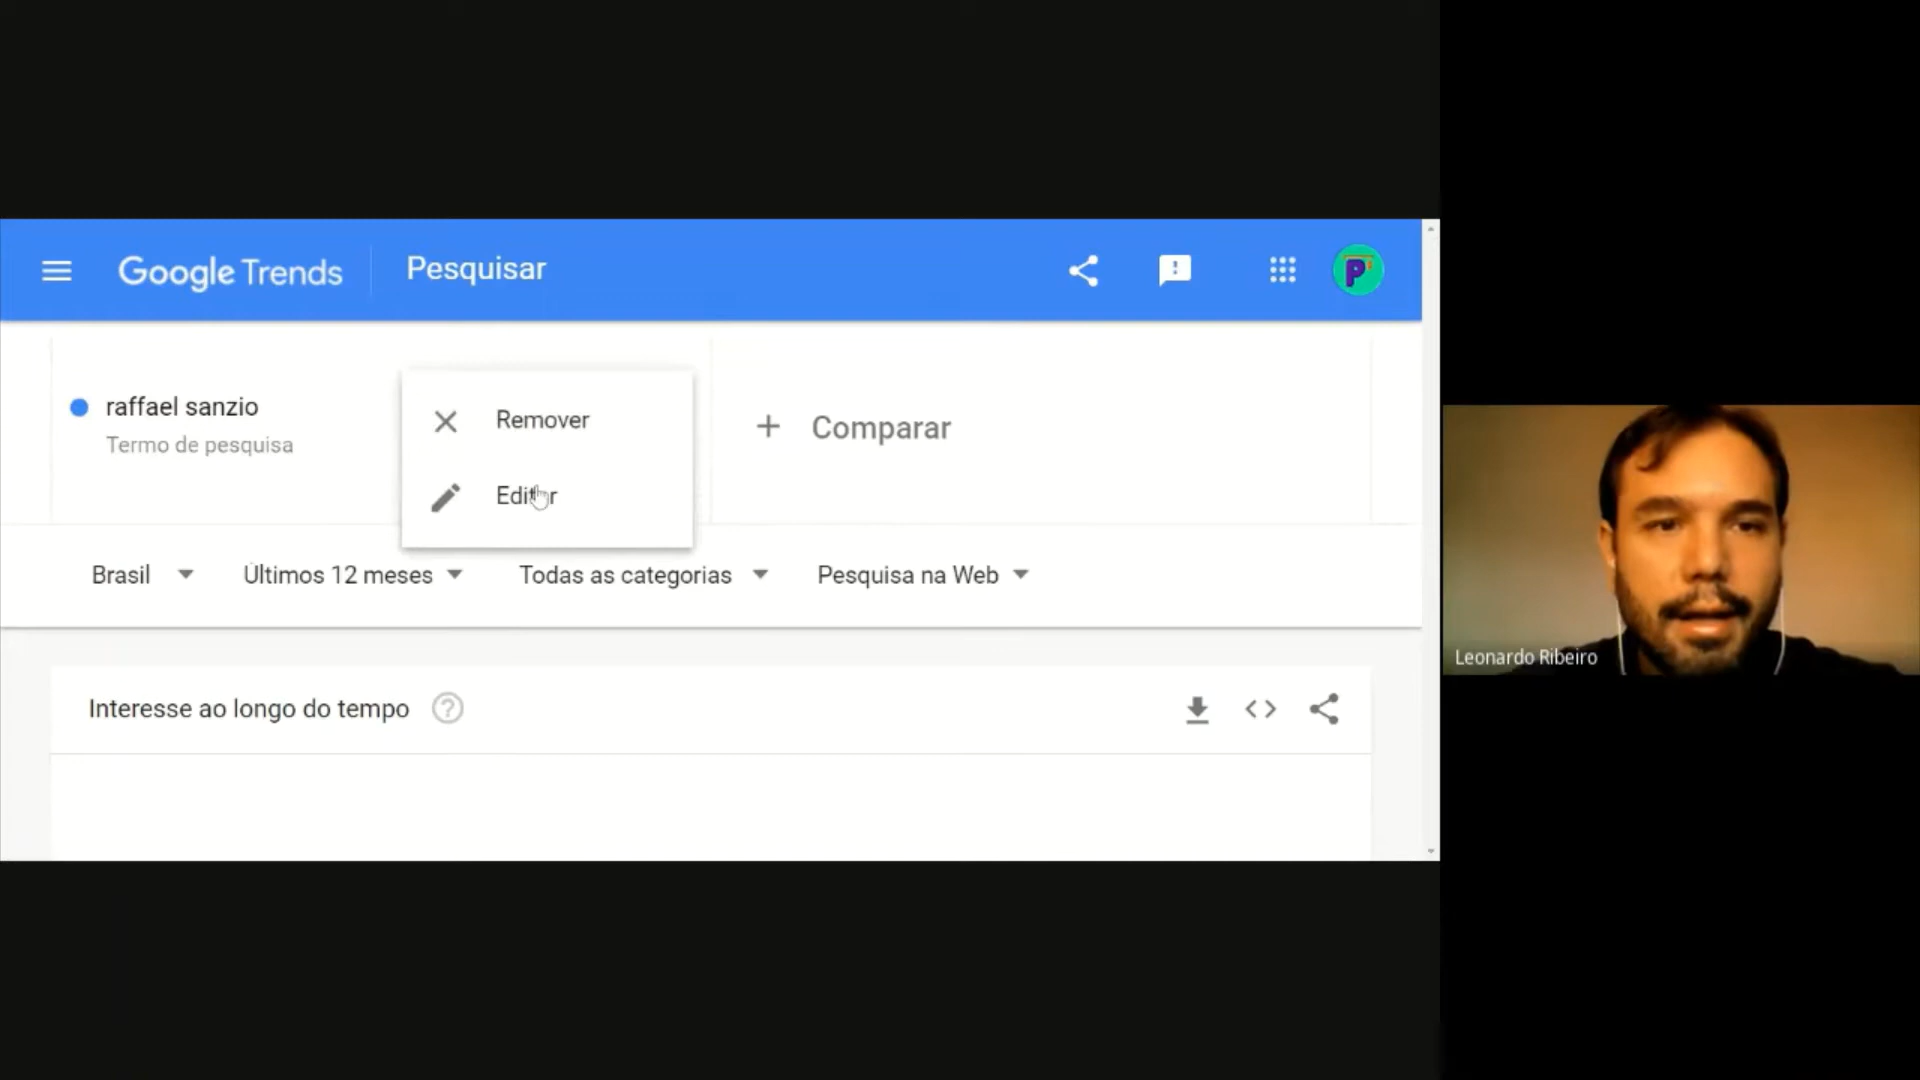 Google Trends
Pesquisar
raffael sanzio
Termo de pesquisa
Remover
Editar
+ Comparar
Brasil
Últimos 12 meses
Todas as categorias
Pesquisa na Web
Interesse ao longo do tempo
Leonardo Ribeiro